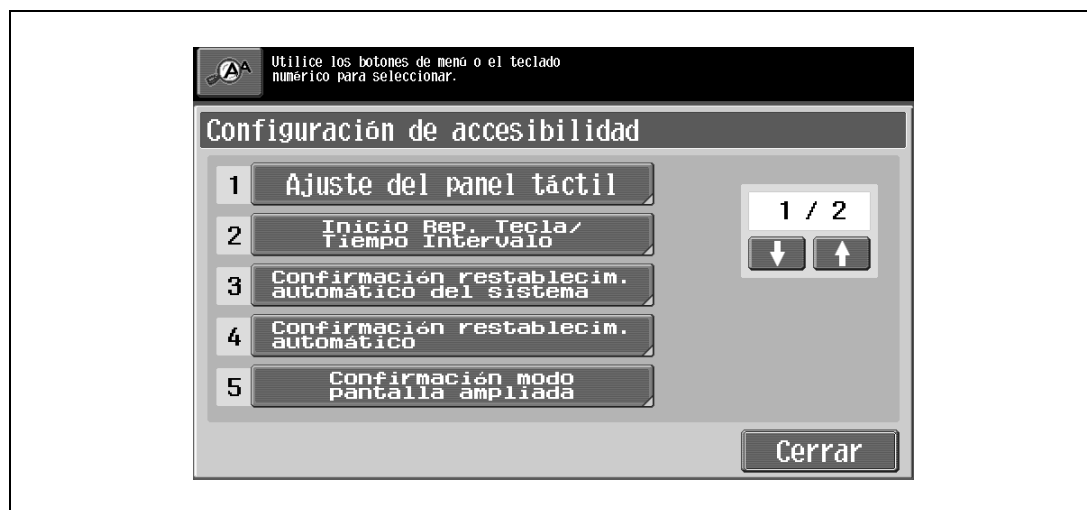 Utilice los botones de menú o el teclado
numérico para seleccionar.
Configuración de accesibilidad
1 Ajuste del panel táctil
2 Inicio Rep. Tecla/
Tiempo Intervalo
3 Confirmación restablecim.
automático del sistema
4 Confirmación restablecim.
automático
5 Confirmación modo
pantalla ampliada
1 / 2
Cerrar